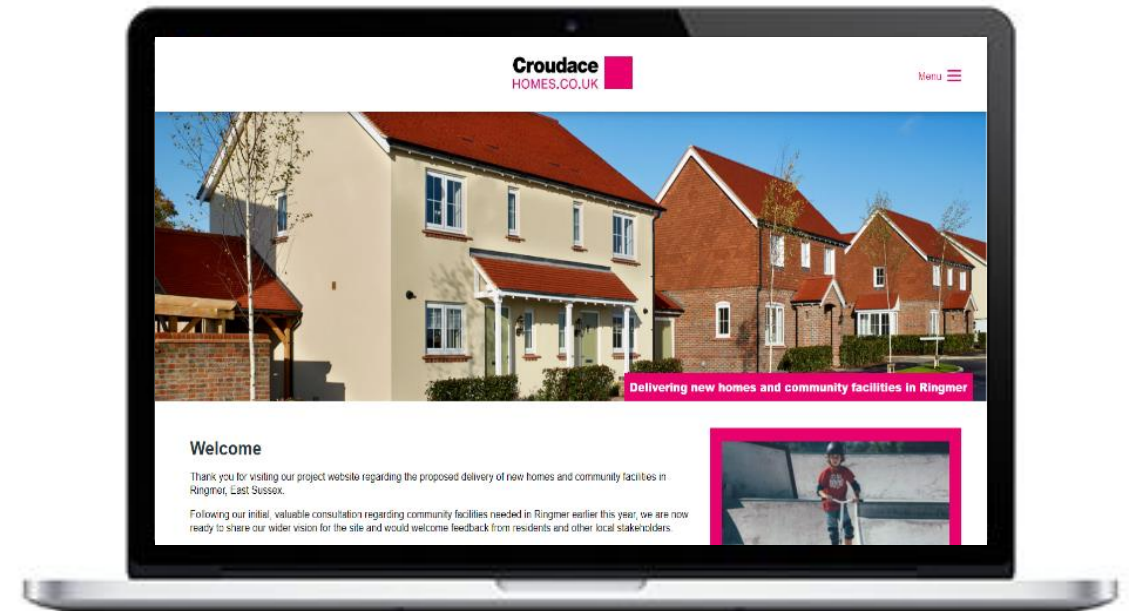 Croudace
HOMES.CO.UK
Menu
Delivering new homes and community facilities in Ringmer
Welcome
Thank you for visiting our project website regarding the proposed delivery of new homes and community facilities in
Ringmer, East Sussex.
Following our initial, valuable consultation regarding community facilities needed in Ringmer earlier this year, we are now
ready to share our wider vision for the site and would welcome feedback from residents and other local stakeholders.